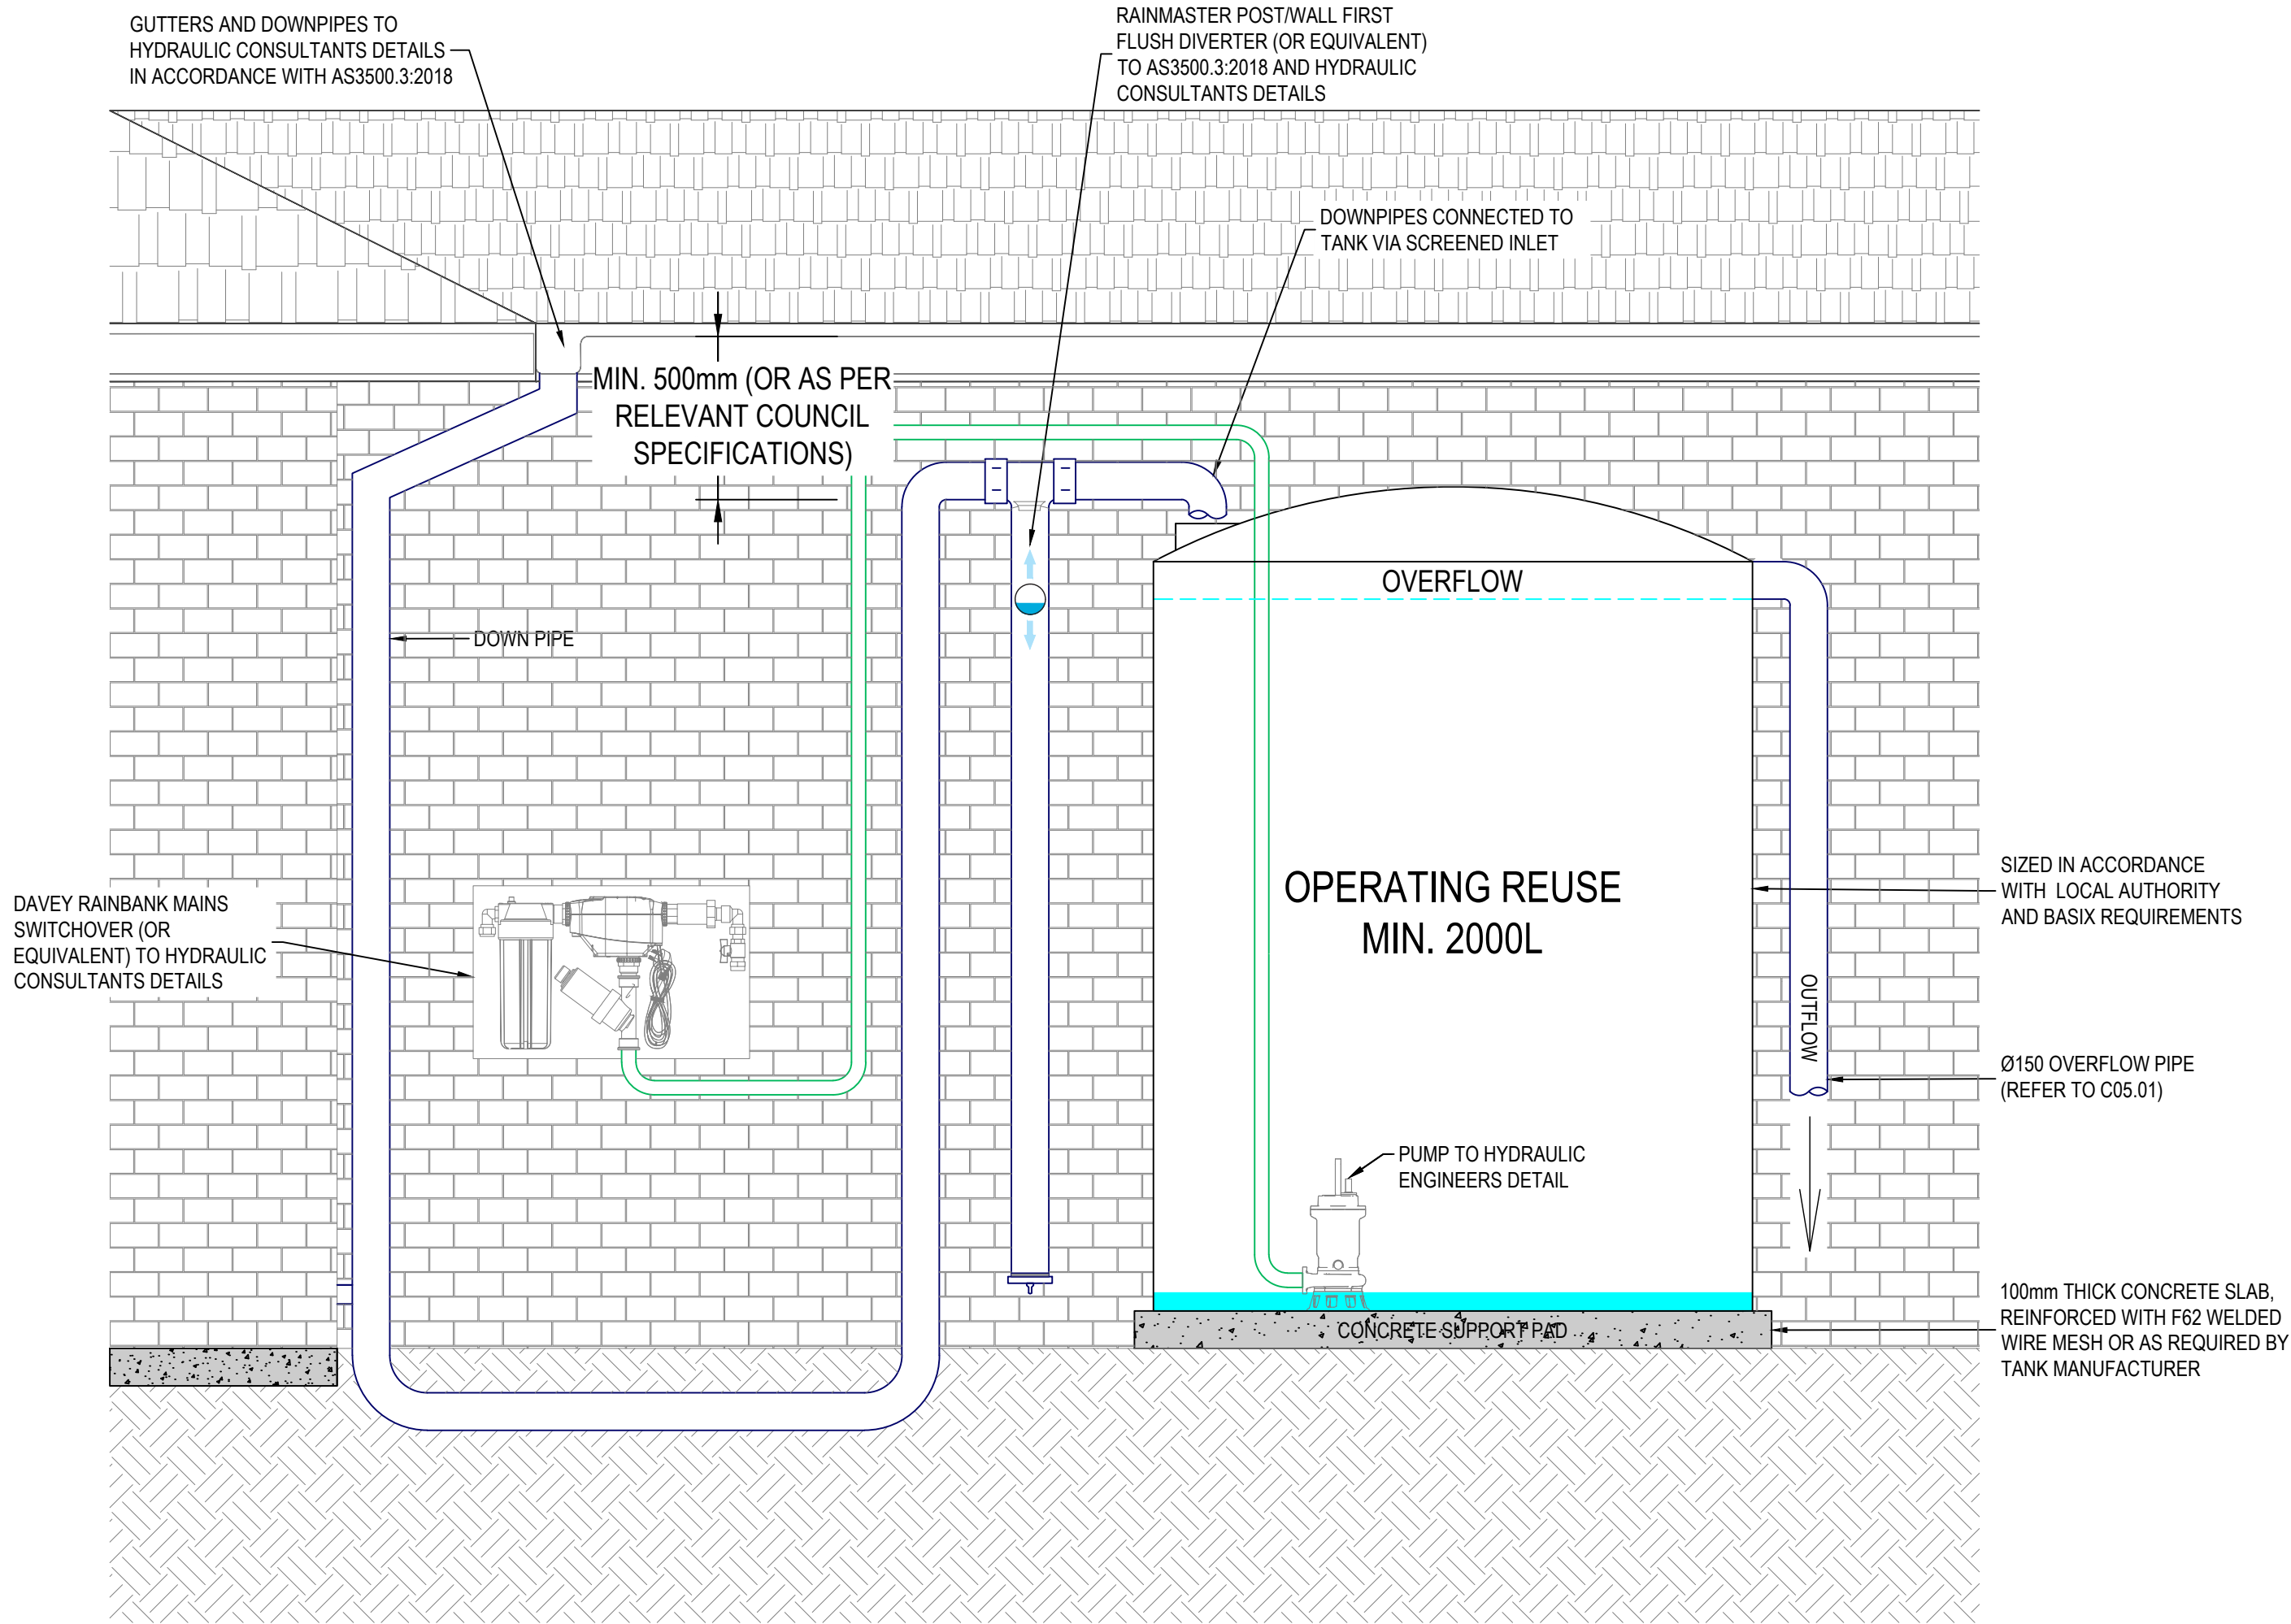 GUTTERS AND DOWNPIPES TO
HYDRAULIC CONSULTANTS DETAILS
IN ACCORDANCE WITH AS3500.3:2018
RAINMASTER POST/WALL FIRST
FLUSH DIVERTER (OR EQUIVALENT)
TO AS3500.3:2018 AND HYDRAULIC
CONSULTANTS DETAILS
DOWNPIPES CONNECTED TO
TANK VIA SCREENED INLET
MIN. 500mm (OR AS PER
RELEVANT COUNCIL
SPECIFICATIONS)
OVERFLOW
DOWN PIPE
OPERATING REUSE
MIN. 2000L
SIZED IN ACCORDANCE
WITH LOCAL AUTHORITY
AND BASIX REQUIREMENTS
DAVEY RAINBANK MAINS
SWITCHOVER (OR
EQUIVALENT) TO HYDRAULIC
CONSULTANTS DETAILS
OUTFLOW
Ø150 OVERFLOW PIPE
(REFER TO C05.01)
PUMP TO HYDRAULIC
ENGINEERS DETAIL
CONCRETE SUPPORT PAD
100mm THICK CONCRETE SLAB,
REINFORCED WITH F62 WELDED
WIRE MESH OR AS REQUIRED BY
TANK MANUFACTURER